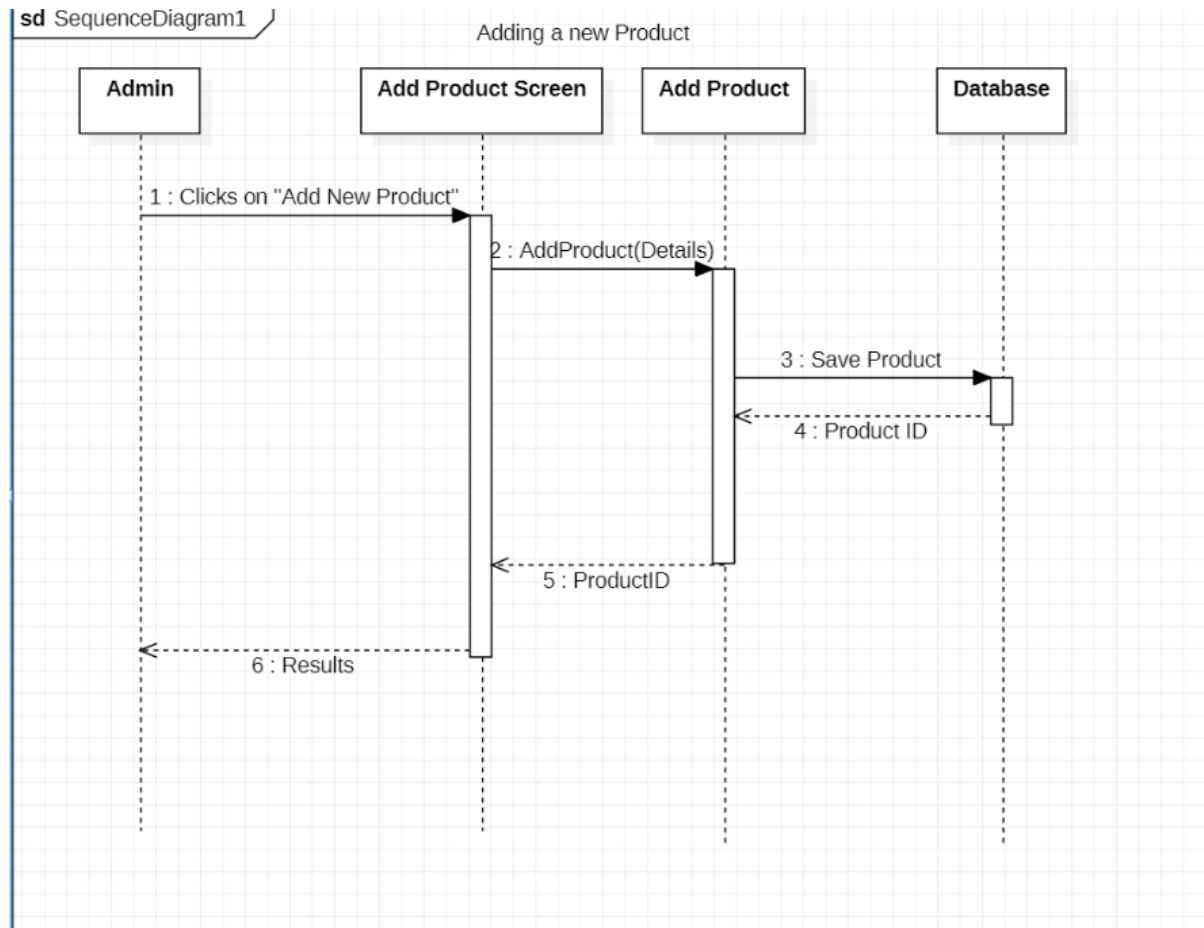 sd SequenceDiagram1
Adding a new Product
Admin
Add Product Screen
Add Product
Database
1 : Clicks on "Add New Product"
2 : AddProduct(Details)
3 : Save Product
4 : Product ID
5 : ProductID
6 : Results